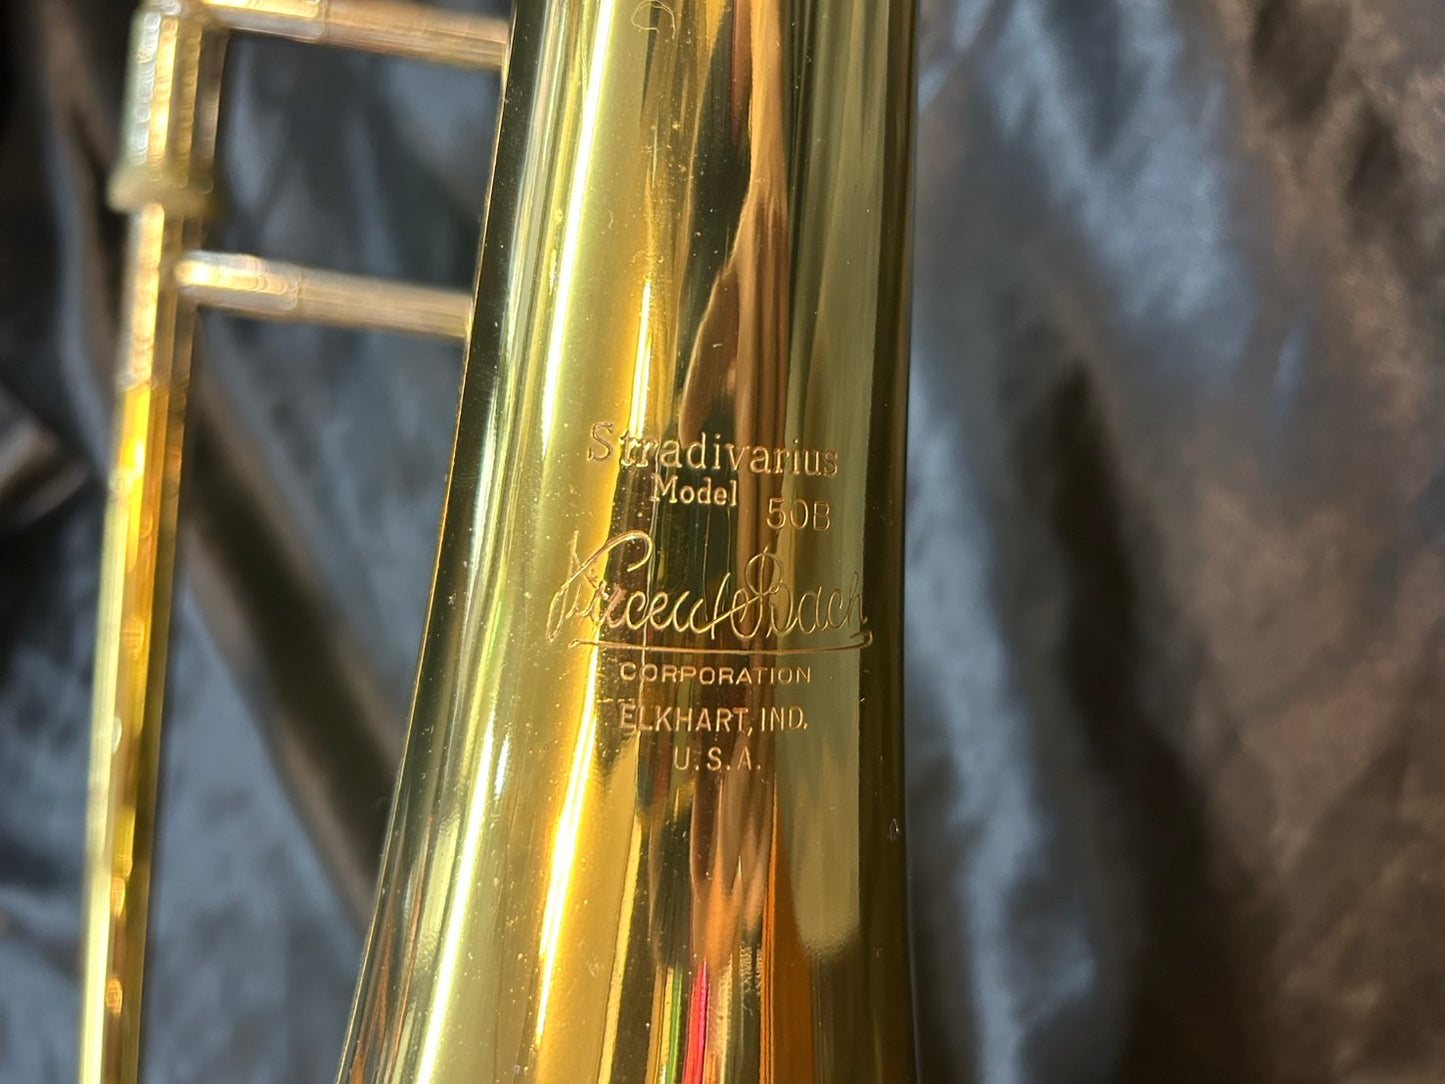 Stradivarius
Model 50B
Vincent Bach
CORPORATION
ELKHART, IND.
U.S.A.